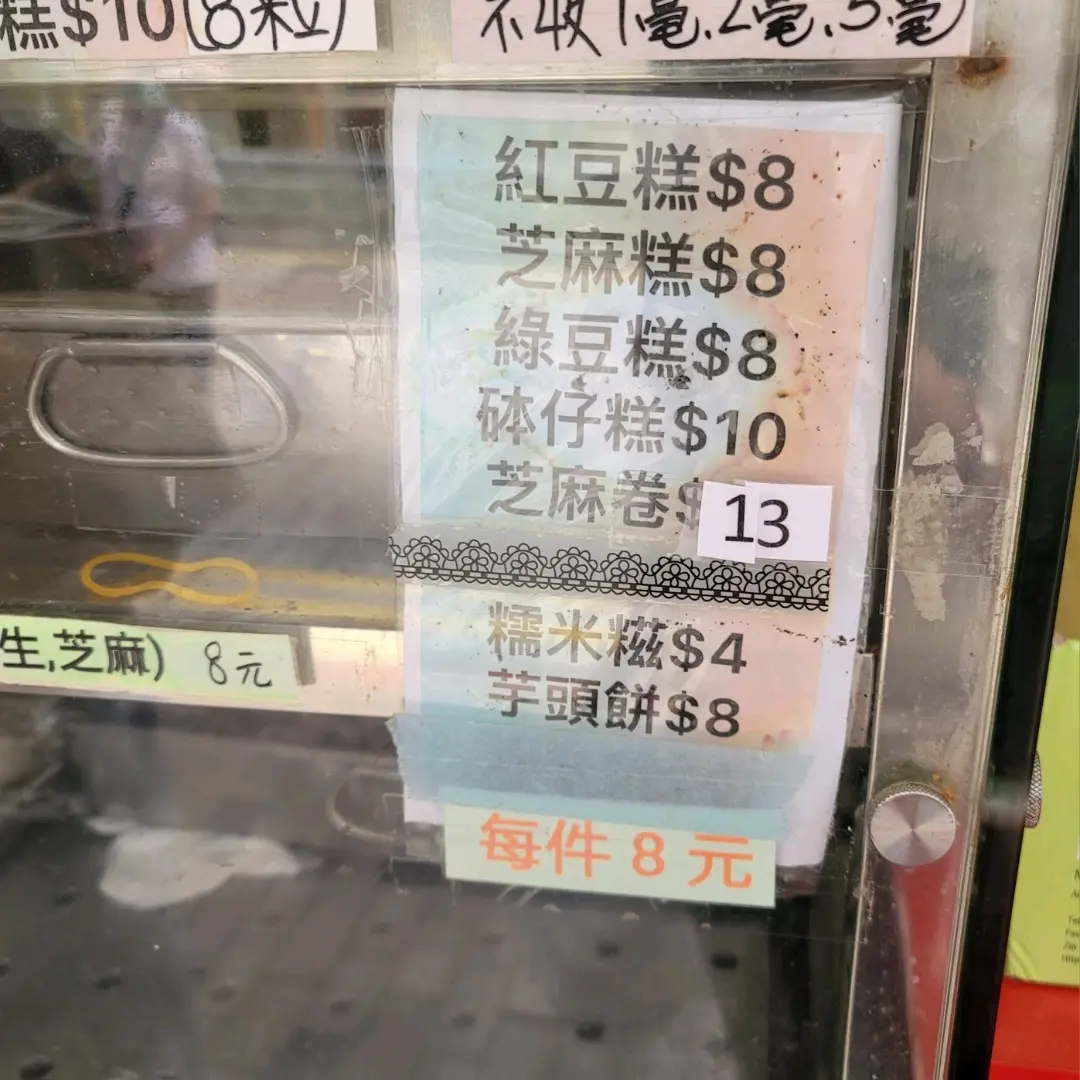 糕$10(8粒)
不收1毫,2毫,5毫
紅豆糕$8
芝麻糕$8
綠豆糕$8
砵仔糕$10
芝麻卷$13
糯米糍$4
芋頭餅$8
生,芝麻) 8元
每件 8 元